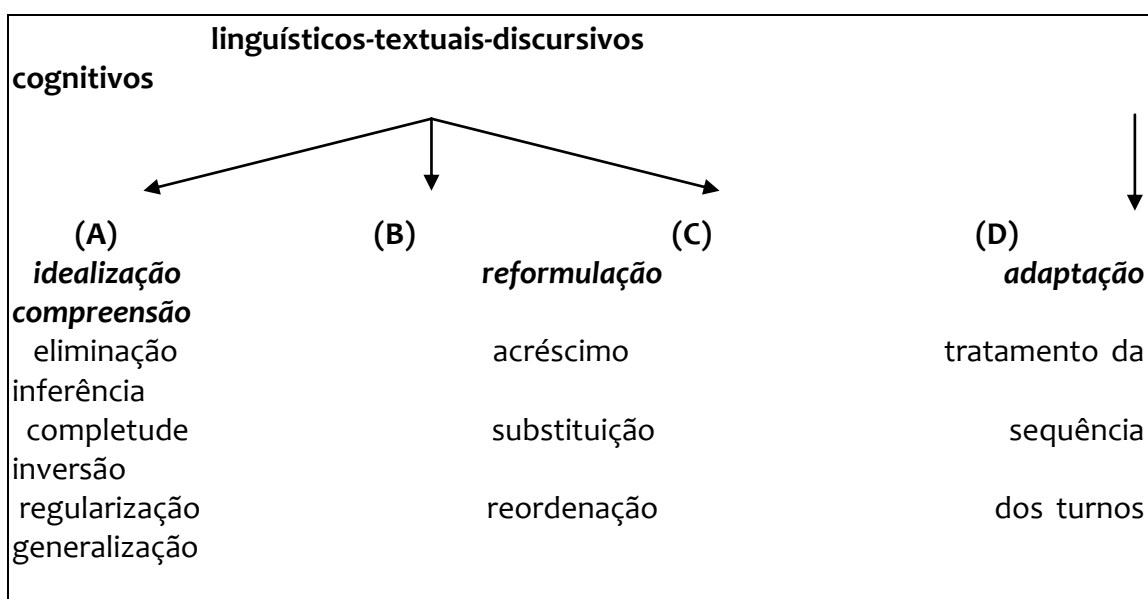 linguísticos-textuais-discursivos
cognitivos
(A) (B) (C) (D)
idealização reformulação adaptação
compreensão
eliminação acréscimo tratamento da
inferência
completude substituição sequência
inversão
regularização reordenação dos turnos
generalização